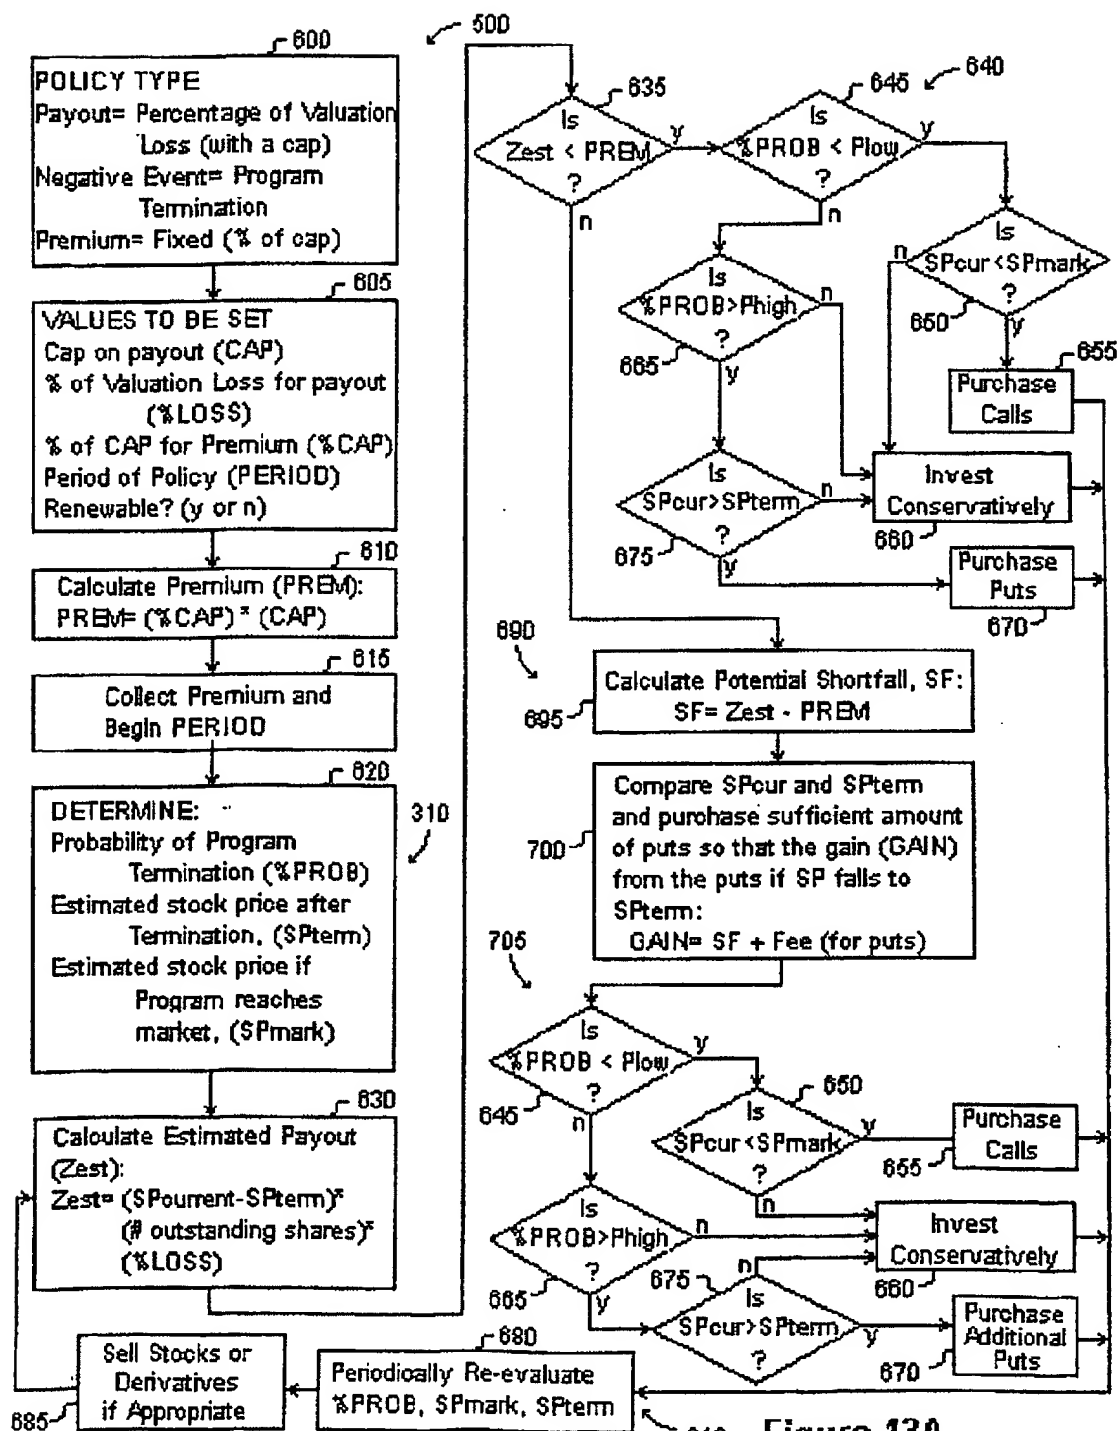 500
600
POLICY TYPE
Payout= Percentage of Valuation
Loss (with a cap)
Negative Event= Program
Termination
Premium= Fixed (% of cap)
605
VALUES TO BE SET
Cap on payout (CAP)
% of Valuation Loss for payout
(%LOSS)
% of CAP for Premium (%CAP)
Period of Policy (PERIOD)
Renewable? (y or n)
610
Calculate Premium (PREM):
PREM= (%CAP) * (CAP)
615
Collect Premium and
Begin PERIOD
620
310
DETERMINE:
Probability of Program
Termination (%PROB)
Estimated stock price after
Termination, (SPterm)
Estimated stock price if
Program reaches
market, (SPmark)
630
Calculate Estimated Payout
(Zest):
Zest= (SPcurrent-SPterm)*
(# outstanding shares)*
(%LOSS)
635
Is
Zest < PREM
?
y
n
640
645
Is
%PROB < Plow
?
y
n
Is
SPcur<SPmark
?
n
y
650
655
Purchase
Calls
Is
%PROB>Phigh
?
n
y
665
Invest
Conservatively
660
Is
SPcur>SPterm
?
n
y
675
Purchase
Puts
670
690
Calculate Potential Shortfall, SF:
SF= Zest - PREM
695
Compare SPcur and SPterm
and purchase sufficient amount
of puts so that the gain (GAIN)
from the puts if SP falls to
SPterm:
GAIN= SF + Fee (for puts)
700
705
Is
%PROB < Plow
?
y
n
645
650
Is
SPcur<SPmark
?
y
n
Purchase
Calls
655
Is
%PROB>Phigh
?
n
y
665
Invest
Conservatively
660
675
n
Is
SPcur>SPterm
?
y
Purchase
Additional
Puts
670
680
Periodically Re-evaluate
%PROB, SPmark, SPterm
Sell Stocks or
Derivatives
if Appropriate
685
Figure 13A